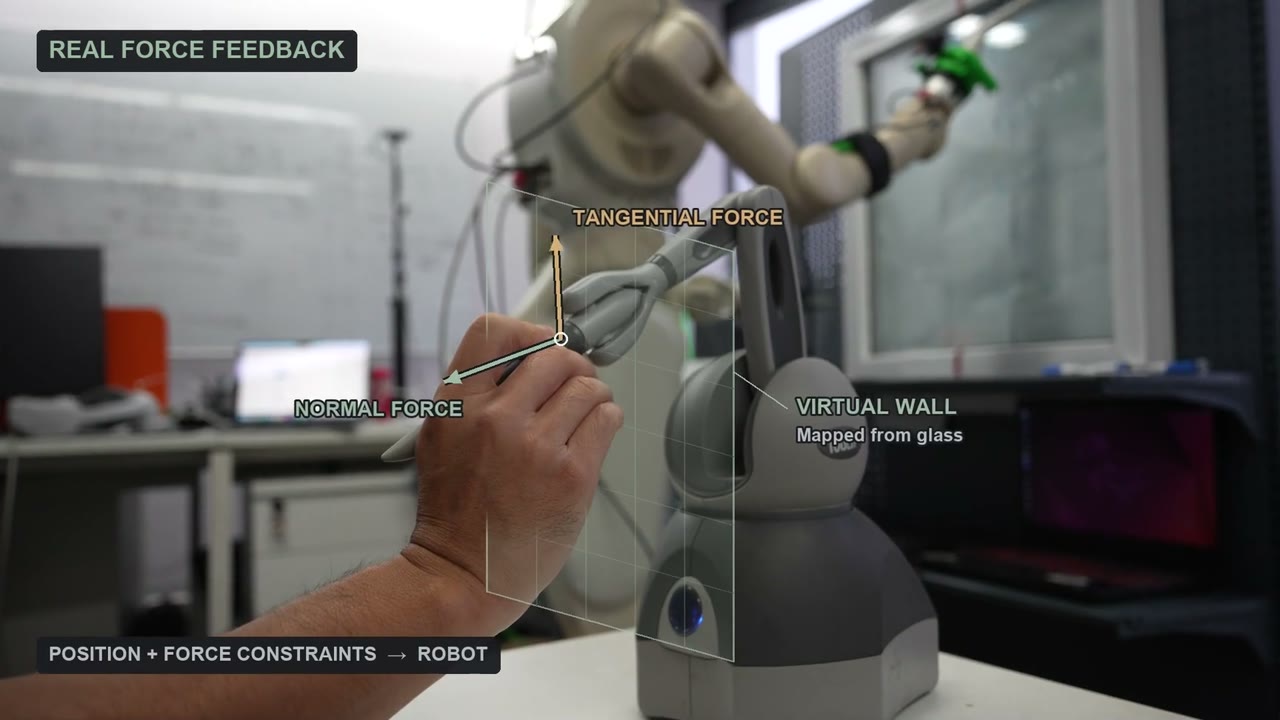 REAL FORCE FEEDBACK
TANGENTIAL FORCE
NORMAL FORCE
VIRTUAL WALL
Mapped from glass
POSITION + FORCE CONSTRAINTS → ROBOT